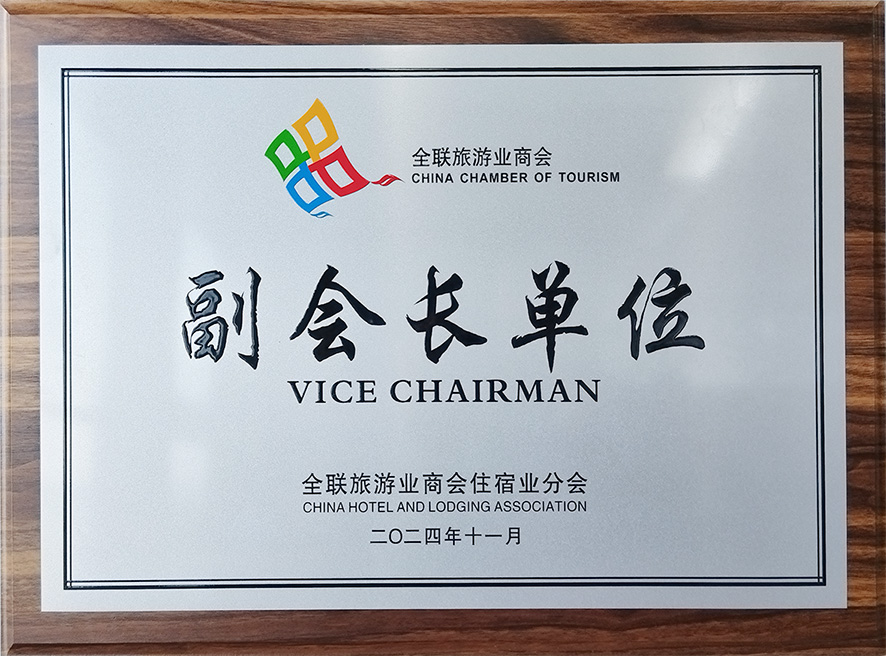 全联旅游业商会
CHINA CHAMBER OF TOURISM
副会长单位
VICE CHAIRMAN
全联旅游业商会住宿业分会
CHINA HOTEL AND LODGING ASSOCIATION
二〇二四年十一月